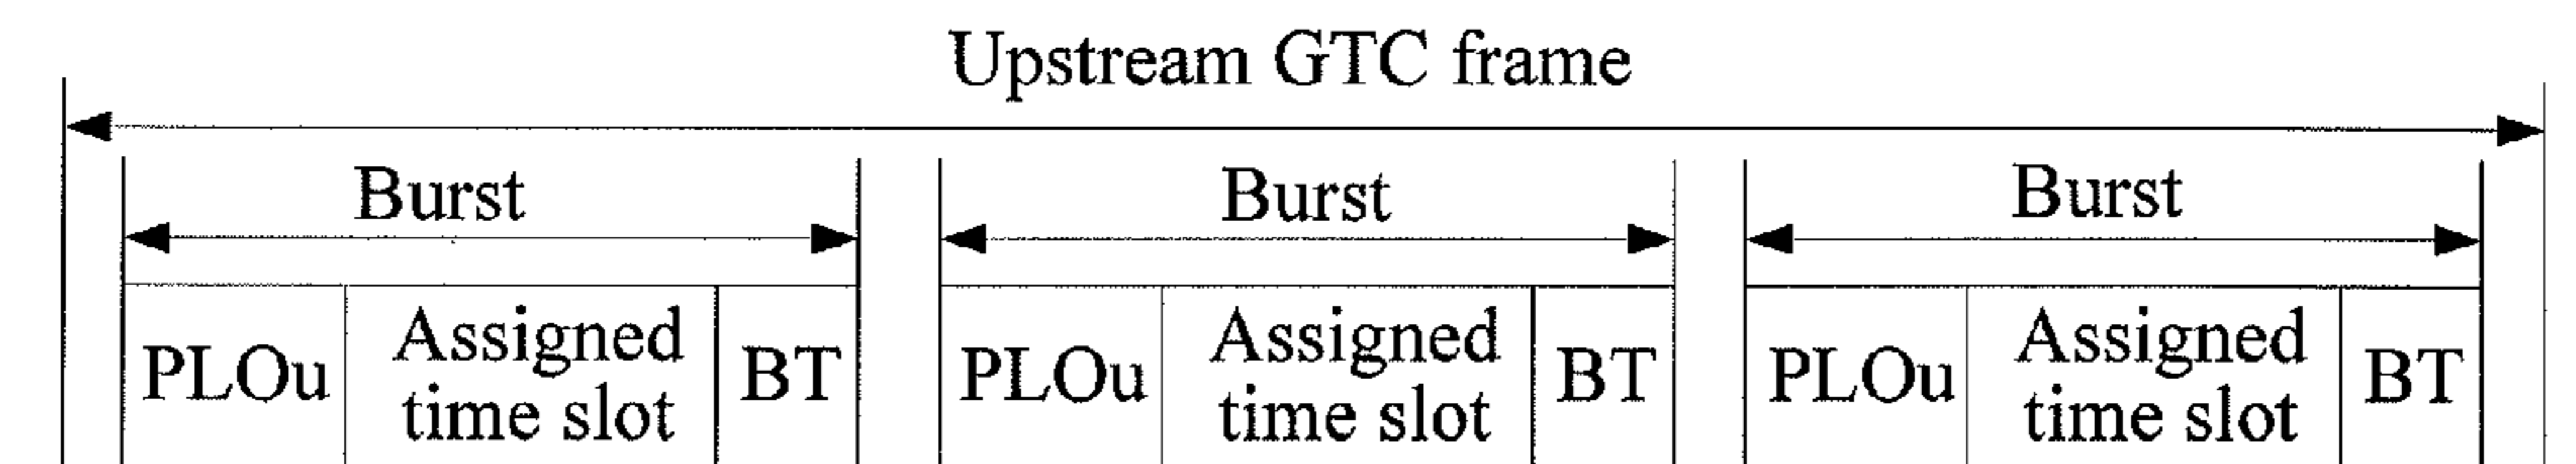 Upstream GTC frame
Burst Burst Burst
PLOu Assigned time slot BT PLOu Assigned time slot BT PLOu Assigned time slot BT